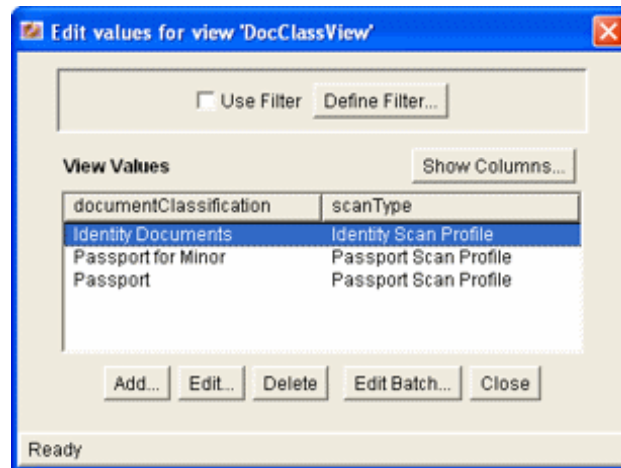 Edit values for view 'DocClassView'
Use Filter Define Filter...
View Values Show Columns...
documentClassification scanType
Identity Documents Identity Scan Profile
Passport for Minor Passport Scan Profile
Passport Passport Scan Profile
Add... Edit... Delete Edit Batch... Close
Ready